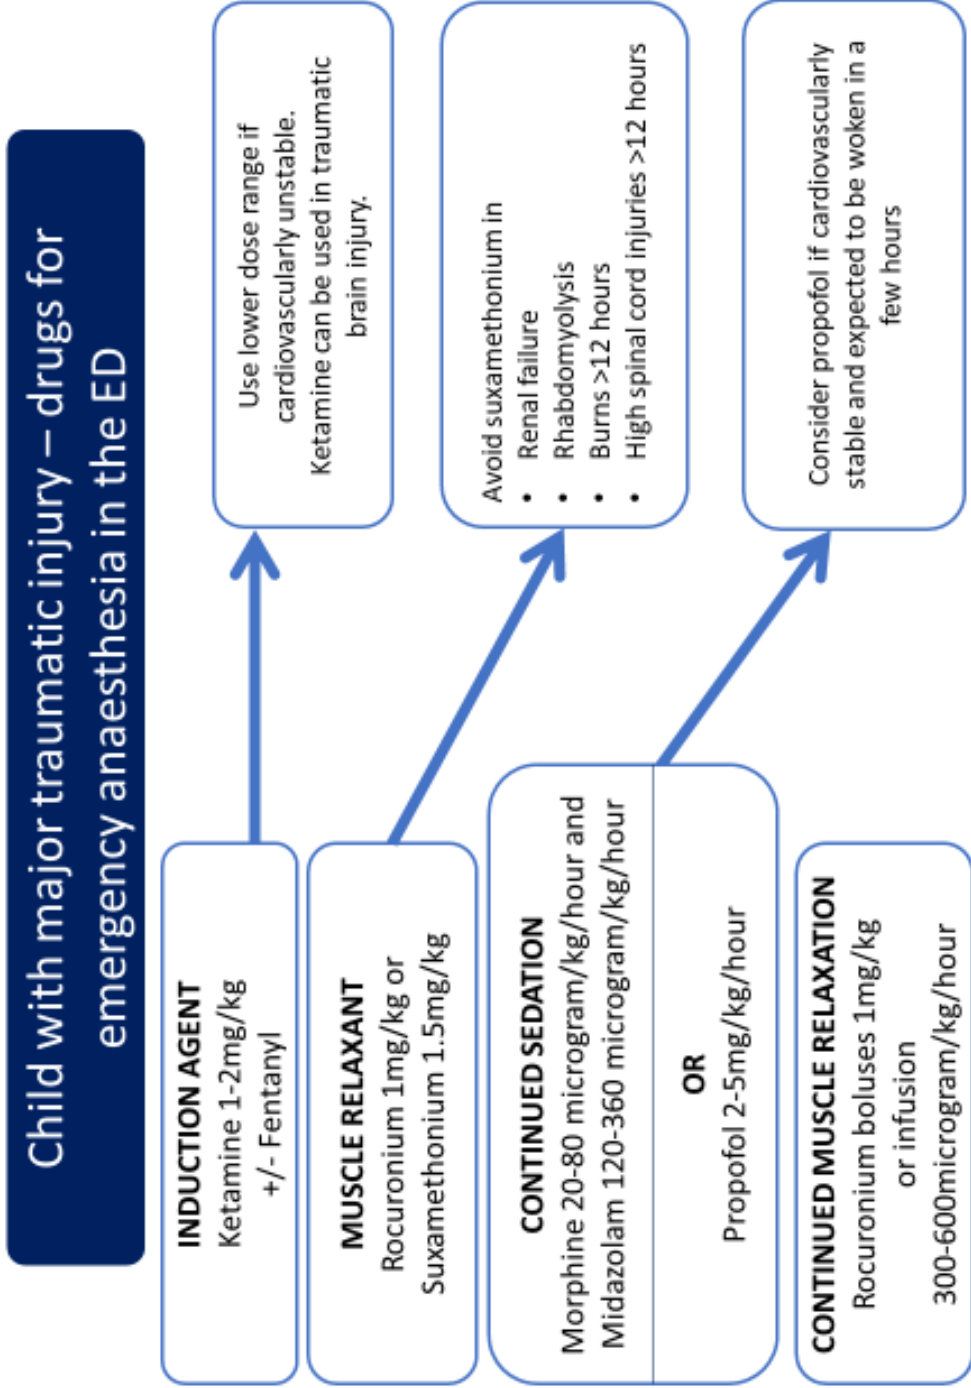 Child with major traumatic injury – drugs for
emergency anaesthesia in the ED
INDUCTION AGENT
Ketamine 1-2mg/kg
+/- Fentanyl
Use lower dose range if
cardiovascularly unstable.
Ketamine can be used in traumatic
brain injury.
MUSCLE RELAXANT
Rocuronium 1mg/kg or
Suxamethonium 1.5mg/kg
Avoid suxamethonium in
• Renal failure
• Rhabdomyolysis
• Burns >12 hours
• High spinal cord injuries >12 hours
CONTINUED SEDATION
Morphine 20-80 microgram/kg/hour and
Midazolam 120-360 microgram/kg/hour
OR
Propofol 2-5mg/kg/hour
Consider propofol if cardiovascularly
stable and expected to be woken in a
few hours
CONTINUED MUSCLE RELAXATION
Rocuronium boluses 1mg/kg
or infusion
300-600microgram/kg/hour